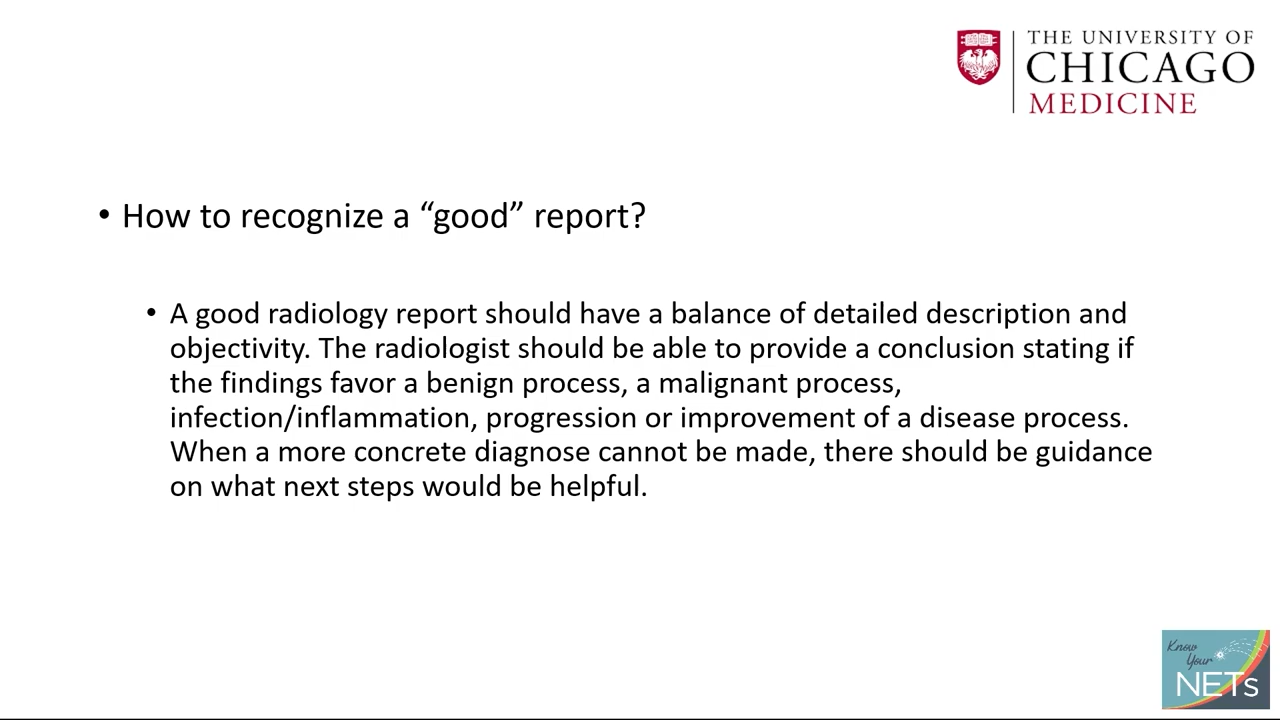 THE UNIVERSITY OF
CHICAGO
MEDICINE
• How to recognize a “good” report?
• A good radiology report should have a balance of detailed description and
objectivity. The radiologist should be able to provide a conclusion stating if
the findings favor a benign process, a malignant process,
infection/inflammation, progression or improvement of a disease process.
When a more concrete diagnose cannot be made, there should be guidance
on what next steps would be helpful.
Know
Your
NETs